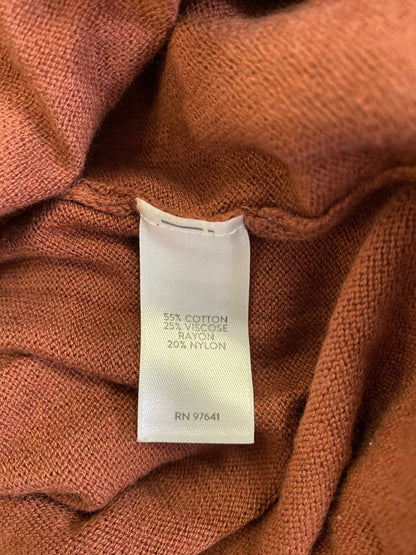 55% COTTON
25% VISCOSE
RAYON
20% NYLON
RN 97641